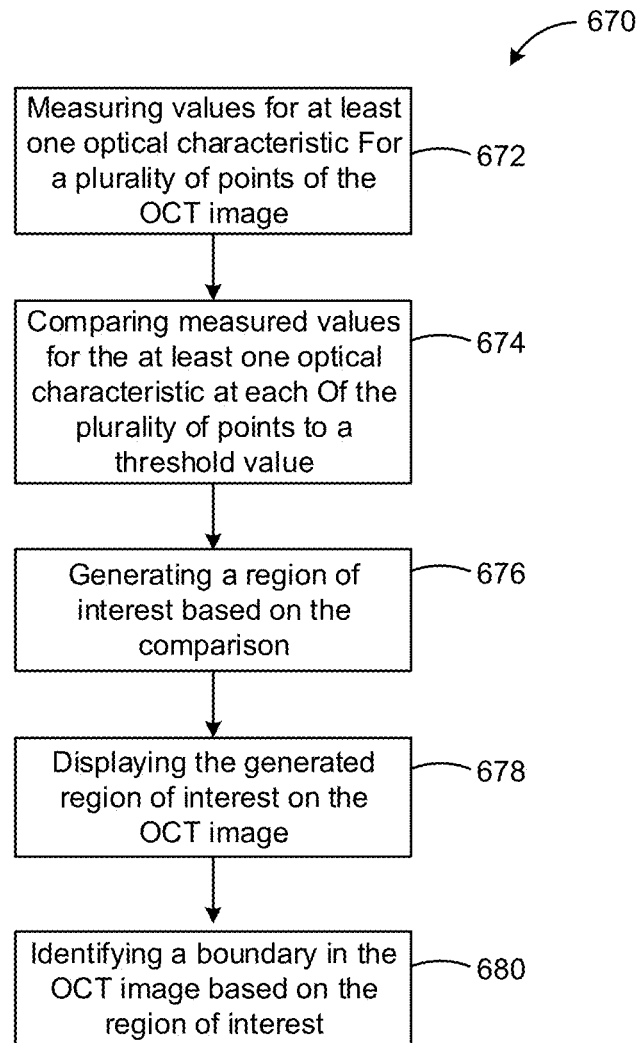 670
Measuring values for at least
one optical characteristic For
a plurality of points of the
OCT image
672
Comparing measured values
for the at least one optical
characteristic at each Of the
plurality of points to a
threshold value
674
Generating a region of
interest based on the
comparison
676
Displaying the generated
region of interest on the
OCT image
678
Identifying a boundary in the
OCT image based on the
region of interest
680